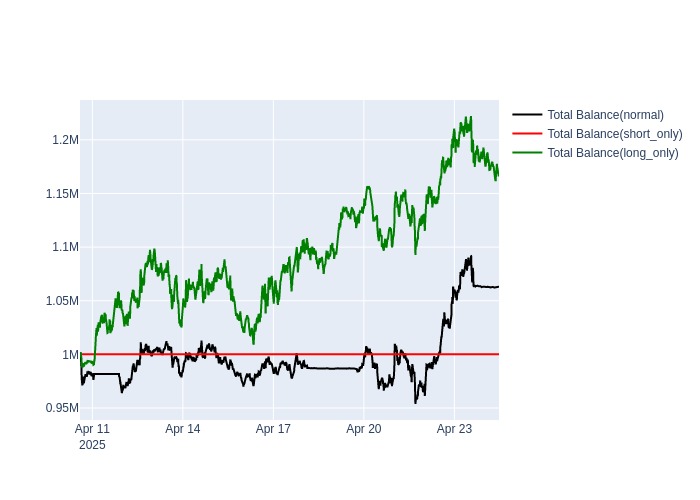 Total Balance(normal)
Total Balance(short_only)
Total Balance(long_only)
1.2M
1.15M
1.1M
1.05M
1M
0.95M
Apr 11
2025
Apr 14
Apr 17
Apr 20
Apr 23